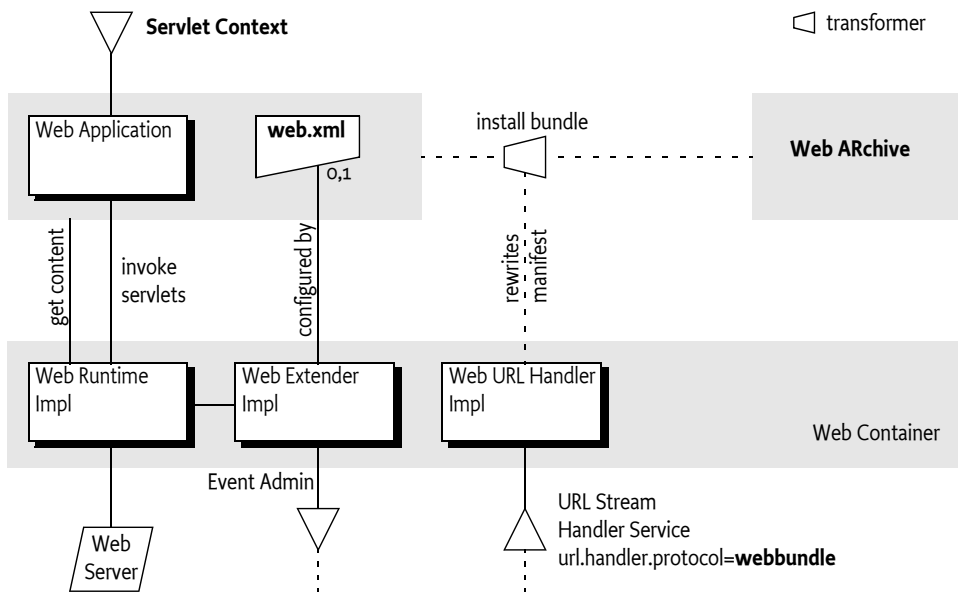 Servlet Context
transformer
install bundle
Web Application
web.xml
0,1
Web ARchive
get content
invoke
servlets
configured by
rewrites
manifest
Web Runtime
Impl
Web Extender
Impl
Web URL Handler
Impl
Web Container
Event Admin
URL Stream
Handler Service
url.handler.protocol=webbundle
Web
Server